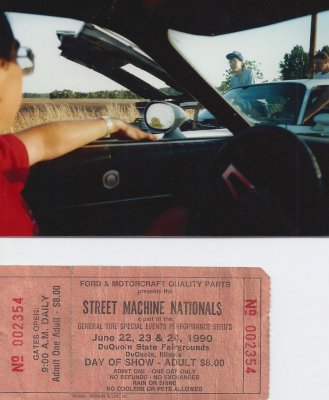 FORD & MOTORCRAFT QUALITY PARTS
presents the
STREET MACHINE NATIONALS
a part of the
GENERAL TIRE SPECIAL EVENTS PERFORMANCE SERIES
June 22, 23 & 24, 1990
DuQuoin State Fairgrounds
DuQuoin, Illinois
DAY OF SHOW - ADULT $8.00
ADMIT ONE - ONE DAY ONLY
NO REFUNDS - NO EXCHANGES
RAIN OR SHINE
NO COOLERS OR PETS ALLOWED
No 002354
GATES OPEN:
9:00 A.M. DAILY
Admit One Adult $8.00
No 002354